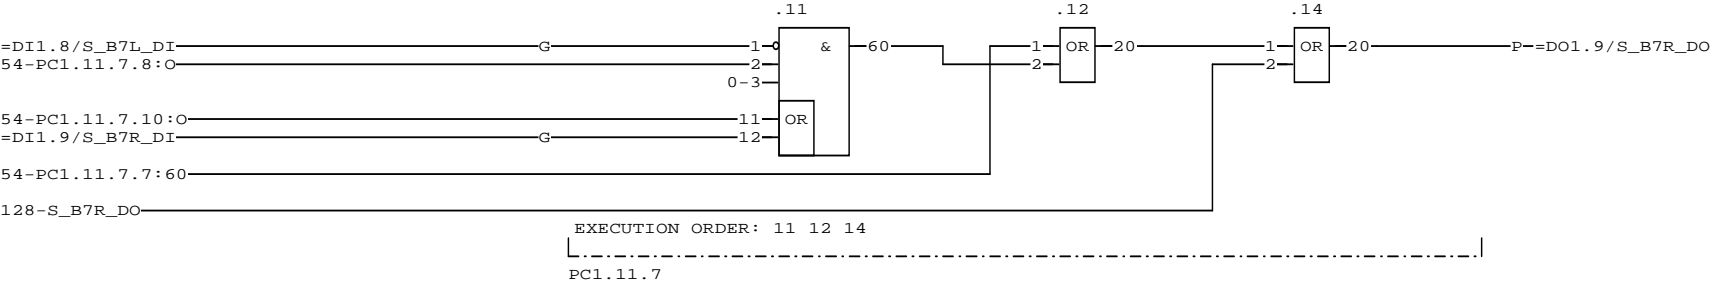 .11 .12 .14
=DI1.8/S_B7L_DI G 1 & 60 1 OR 20 1 OR 20 P =DO1.9/S_B7R_DO
54-PC1.11.7.8:O 2 2 2
0-3
54-PC1.11.7.10:O 11 OR
=DI1.9/S_B7R_DI G 12
54-PC1.11.7.7:60
128-S_B7R_DO
EXECUTION ORDER: 11 12 14
PC1.11.7